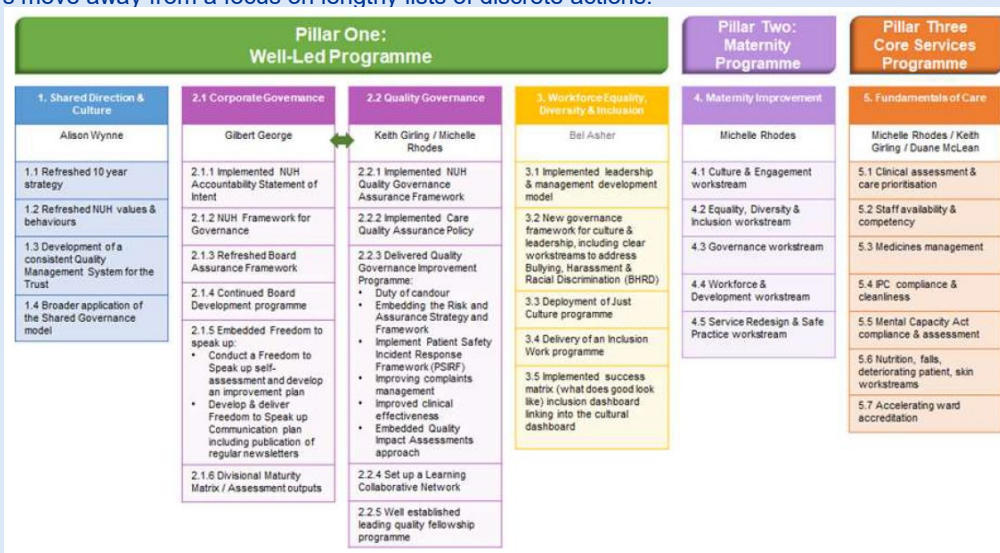 s move away from a focus on lengthy lists of discrete actions.
Pillar One:
Well-Led Programme
Pillar Two:
Maternity
Programme
Pillar Three
Core Services
Programme
1. Shared Direction &
Culture
Alison Wynne
1.1 Refreshed 10 year
strategy
1.2 Refreshed NUH values &
behaviours
1.3 Development of a
consistent Quality
Management System for the
Trust
1.4 Broader application of
the Shared Governance
model
2.1 Corporate Governance
Gilbert George
2.1.1 Implemented NUH
Accountability Statement of
Intent
2.1.2 NUH Framework for
Governance
2.1.3 Refreshed Board
Assurance Framework
2.1.4 Continued Board
Development programme
2.1.5 Embedded Freedom to
speak up:
• Conduct a Freedom to
Speak up self-
assessment and develop
an improvement plan
• Develop & deliver
Freedom to Speak up
Communication plan
including publication of
regular newsletters
2.1.6 Divisional Maturity
Matrix / Assessment outputs
2.2 Quality Governance
Keith Girling / Michelle
Rhodes
2.2.1 Implemented NUH
Quality Governance
Assurance Framework
2.2.2 Implemented Care
Quality Assurance Policy
2.2.3 Delivered Quality
Governance Improvement
Programme:
• Duty of candour
• Embedding the Risk and
Assurance Strategy and
Framework
• Implement Patient Safety
Incident Response
Framework (PSIRF)
• Improving complaints
management
• Improved clinical
effectiveness
• Embedded Quality
Impact Assessments
approach
2.2.4 Set up a Learning
Collaborative Network
2.2.5 Well established
leading quality fellowship
programme
3. Workforce Equality,
Diversity & Inclusion
Bel Asher
3.1 Implemented leadership
& management development
model
3.2 New governance
framework for culture &
leadership, including clear
workstreams to address
Bullying, Harassment &
Racial Discrimination (BHRD)
3.3 Deployment of Just
Culture programme
3.4 Delivery of an Inclusion
Work programme
3.5 Implemented success
matrix (what does good look
like) inclusion dashboard
linking into the cultural
dashboard
4. Maternity Improvement
Michelle Rhodes
4.1 Culture & Engagement
workstream
4.2 Equality, Diversity &
Inclusion workstream
4.3 Governance workstream
4.4 Workforce &
Development workstream
4.5 Service Redesign & Safe
Practice workstream
5. Fundamentals of Care
Michelle Rhodes / Keith
Girling / Duane McLean
5.1 Clinical assessment &
care prioritisation
5.2 Staff availability &
competency
5.3 Medicines management
5.4 IPC compliance &
cleanliness
5.5 Mental Capacity Act
compliance & assessment
5.6 Nutrition, falls,
deteriorating patient, skin
workstreams
5.7 Accelerating ward
accreditation